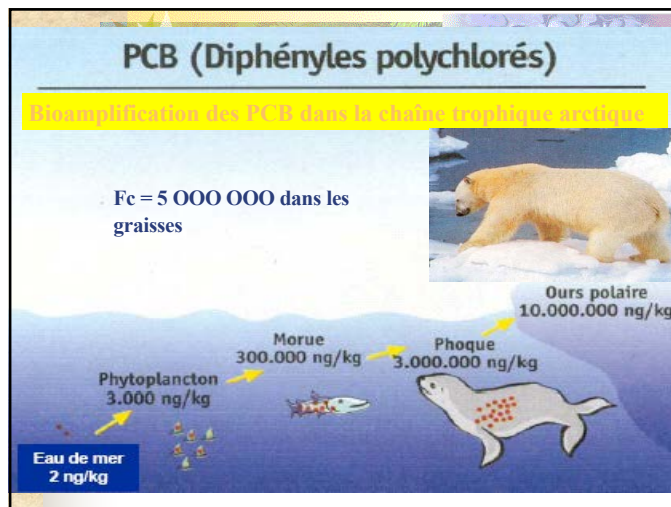 PCB (Diphényles polychlorés)
Bioamplification des PCB dans la chaîne trophique arctique
Fc = 5 OOO OOO dans les
graisses
Ours polaire
10.000.000 ng/kg
Morue
300.000 ng/kg
Phoque
3.000.000 ng/kg
Phytoplancton
3.000 ng/kg
Eau de mer
2 ng/kg